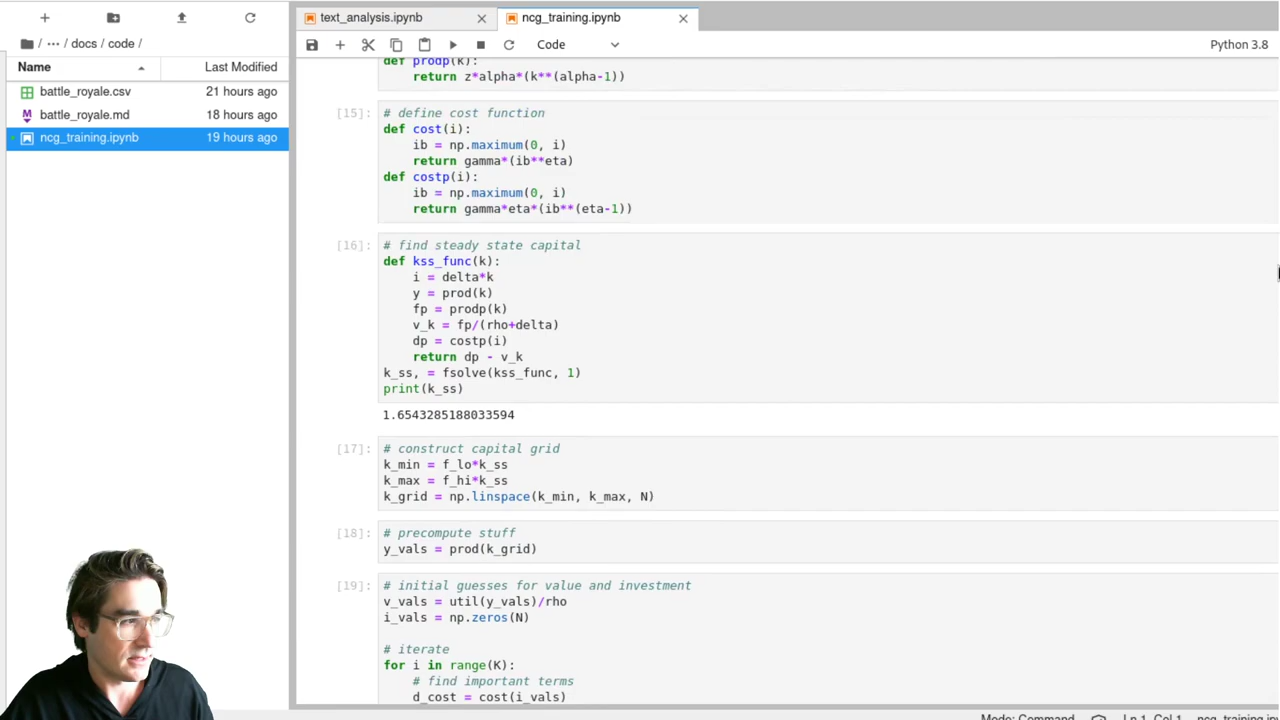 text_analysis.ipynb
ncg_training.ipynb
/ ··· / docs / code /
Code
Python 3.8
Name
Last Modified
battle_royale.csv
21 hours ago
battle_royale.md
18 hours ago
ncg_training.ipynb
19 hours ago
def prodp(k):
return z*alpha*(k**(alpha-1))
[15]:
# define cost function
def cost(i):
ib = np.maximum(0, i)
return gamma*(ib**eta)
def costp(i):
ib = np.maximum(0, i)
return gamma*eta*(ib**(eta-1))
[16]:
# find steady state capital
def kss_func(k):
i = delta*k
y = prod(k)
fp = prodp(k)
v_k = fp/(rho+delta)
dp = costp(i)
return dp - v_k
k_ss, = fsolve(kss_func, 1)
print(k_ss)
1.6543285188033594
[17]:
# construct capital grid
k_min = f_lo*k_ss
k_max = f_hi*k_ss
k_grid = np.linspace(k_min, k_max, N)
[18]:
# precompute stuff
y_vals = prod(k_grid)
[19]:
# initial guesses for value and investment
v_vals = util(y_vals)/rho
i_vals = np.zeros(N)
# iterate
for i in range(K):
# find important terms
d_cost = cost(i_vals)
Mode: Command
Ln 1, Col 1